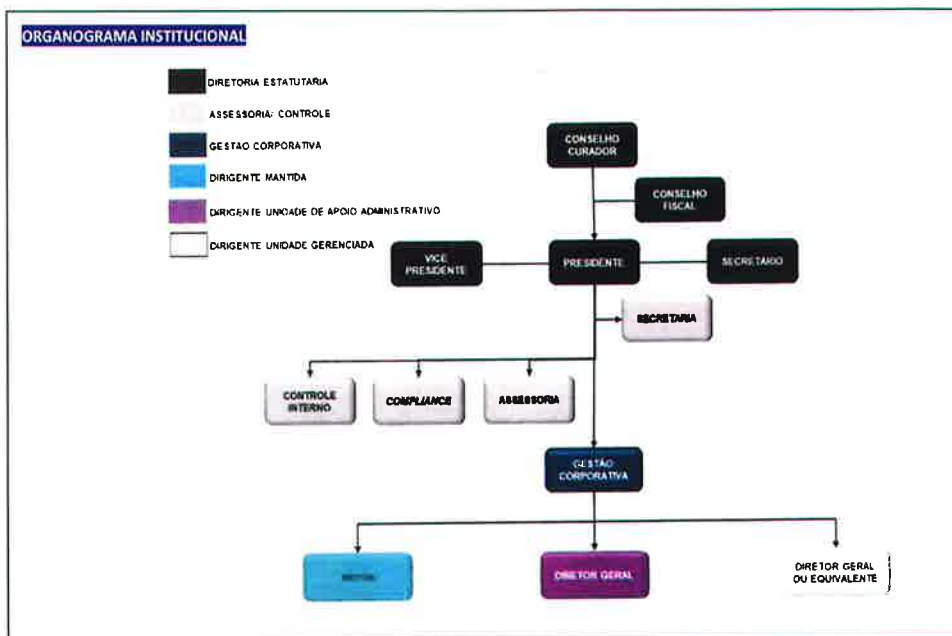 ORGANOGRAMA INSTITUCIONAL
DIRETORIA ESTATUTARIA
ASSESSORIA/ CONTROLE
GESTÃO CORPORATIVA
DIRIGENTE MANTIDA
DIRIGENTE UNIDADE DE APOIO ADMINISTRATIVO
DIRIGENTE UNIDADE GERENCIADA
CONSELHO
CURADOR
CONSELHO
FISCAL
VICE
PRESIDENTE
PRESIDENTE
SECRETARIO
SECRETARIA
CONTROLE
INTERNO
COMPLIANCE
ASSESSORIA
GESTÃO
CORPORATIVA
DIRETOR GERAL
DIRETOR GERAL
OU EQUIVALENTE